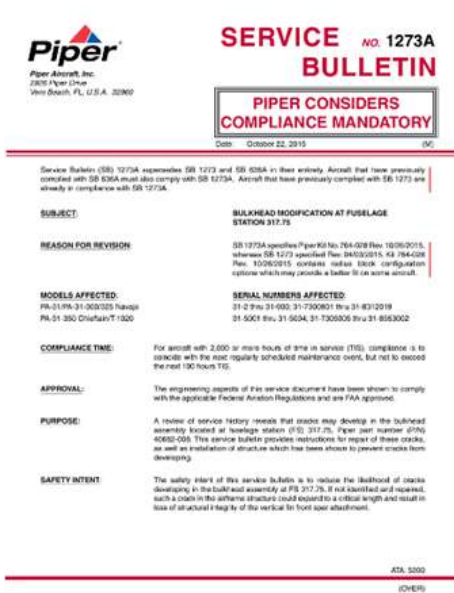 Piper
Piper Aircraft, Inc.
2926 Piper Drive
Vero Beach, FL, U.S.A. 32960
SERVICE NO. 1273A
BULLETIN
PIPER CONSIDERS
COMPLIANCE MANDATORY
Date: October 22, 2015 (M)
Service Bulletin (SB) 1273A supersedes SB 1273 and SB 636A in their entirety. Aircraft that have previously
complied with SB 636A must also comply with SB 1273A. Aircraft that have previously complied with SB 1273 are
already in compliance with SB 1273A.
SUBJECT: BULKHEAD MODIFICATION AT FUSELAGE
STATION 317.75
REASON FOR REVISION: SB 1273A specifies Piper Kit No. 764-028 Rev. 10/26/2015,
whereas SB 1273 specified Rev. 04/03/2015. Kit 764-028
Rev. 10/26/2015 contains radius block configuration
options which may provide a better fit on some aircraft.
MODELS AFFECTED: SERIAL NUMBERS AFFECTED:
PA-31/PA-31-300/325 Navajo 31-2 thru 31-900; 31-7300901 thru 31-8312019
PA-31-350 Chieftain/T-1020 31-5001 thru 31-5004; 31-7305005 thru 31-8553002
COMPLIANCE TIME: For aircraft with 2,000 or more hours of time in service (TIS), compliance is to
coincide with the next regularly scheduled maintenance event, but not to exceed
the next 100 hours TIS.
APPROVAL: The engineering aspects of this service document have been shown to comply
with the applicable Federal Aviation Regulations and are FAA approved.
PURPOSE: A review of service history reveals that cracks may develop in the bulkhead
assembly located at fuselage station (FS) 317.75, Piper part number (P/N)
40652-008. This service bulletin provides instructions for repair of these cracks,
as well as installation of structure which has been shown to prevent cracks from
developing.
SAFETY INTENT: The safety intent of this service bulletin is to reduce the likelihood of cracks
developing in the bulkhead assembly at FS 317.75. If not identified and repaired,
such a crack in the airframe structure could expand to a critical length and result in
loss of structural integrity of the vertical fin front spar attachment.
ATA: 5200
(OVER)